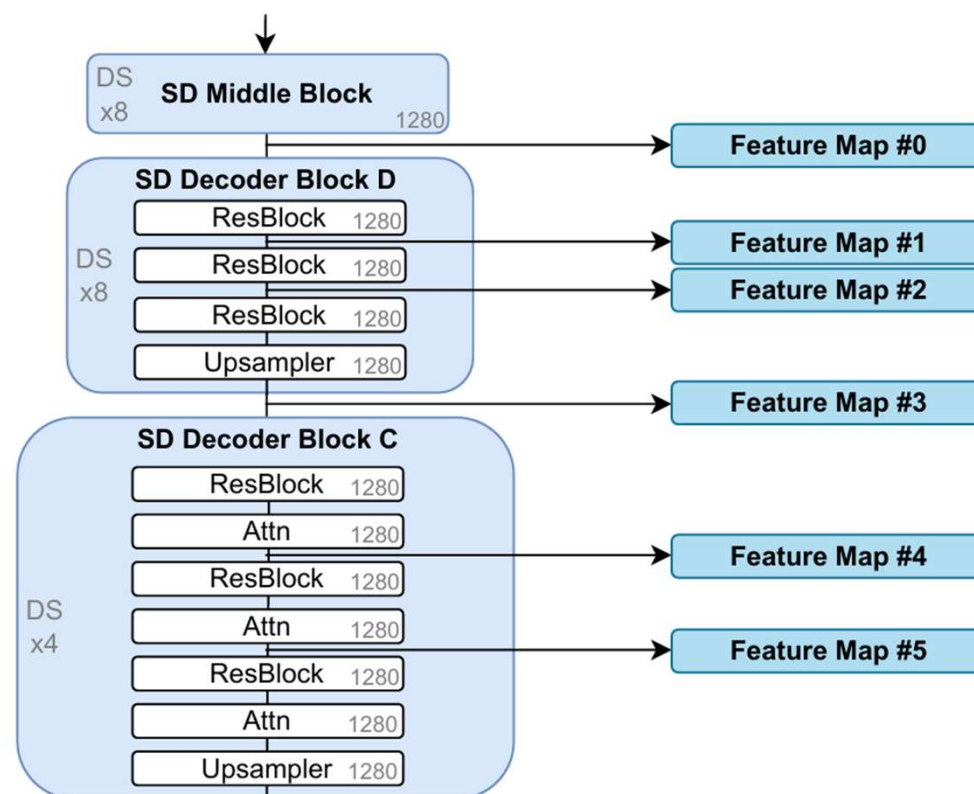 DS
x8
SD Middle Block
1280
Feature Map #0
SD Decoder Block D
DS
x8
ResBlock 1280
Feature Map #1
ResBlock 1280
Feature Map #2
ResBlock 1280
Upsampler 1280
Feature Map #3
SD Decoder Block C
DS
x4
ResBlock 1280
Attn 1280
Feature Map #4
ResBlock 1280
Attn 1280
Feature Map #5
ResBlock 1280
Attn 1280
Upsampler 1280